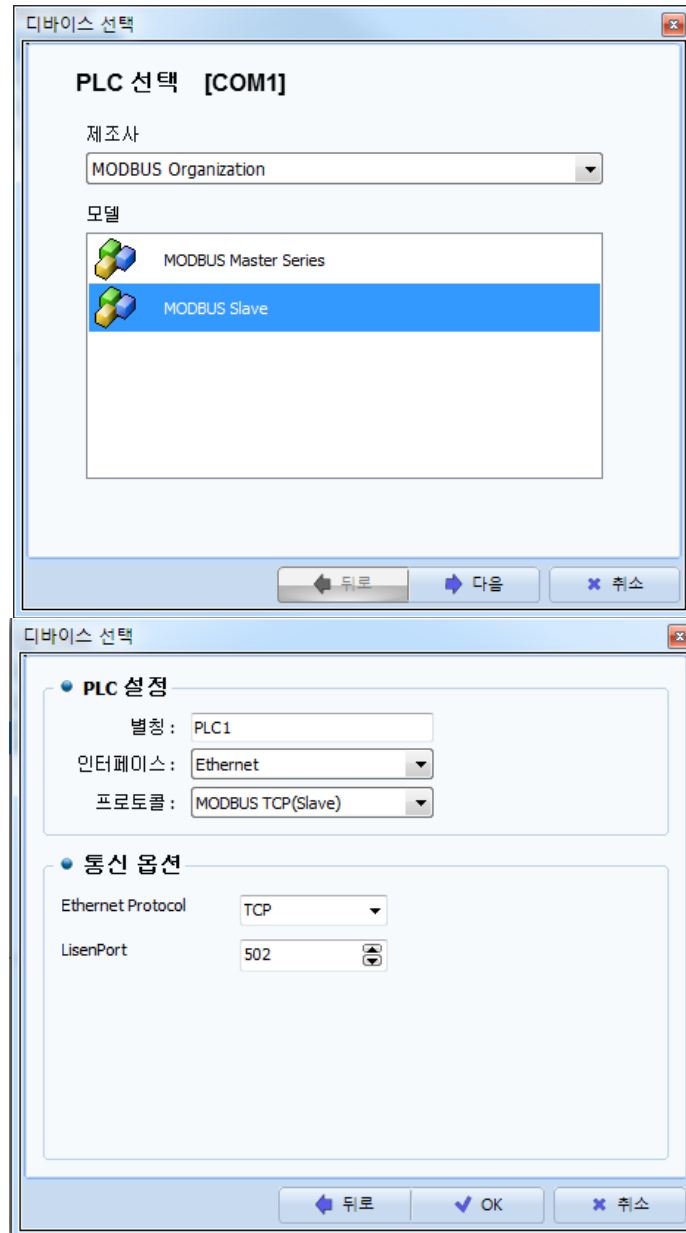 디바이스 선택
PLC 선택 [COM1]
제조사
MODBUS Organization
모델
MODBUS Master Series
MODBUS Slave
뒤로 다음 취소
디바이스 선택
PLC 설정
별칭 : PLC1
인터페이스 : Ethernet
프로토콜 : MODBUS TCP(Slave)
통신 옵션
Ethernet Protocol TCP
LisenPort 502
뒤로 OK 취소